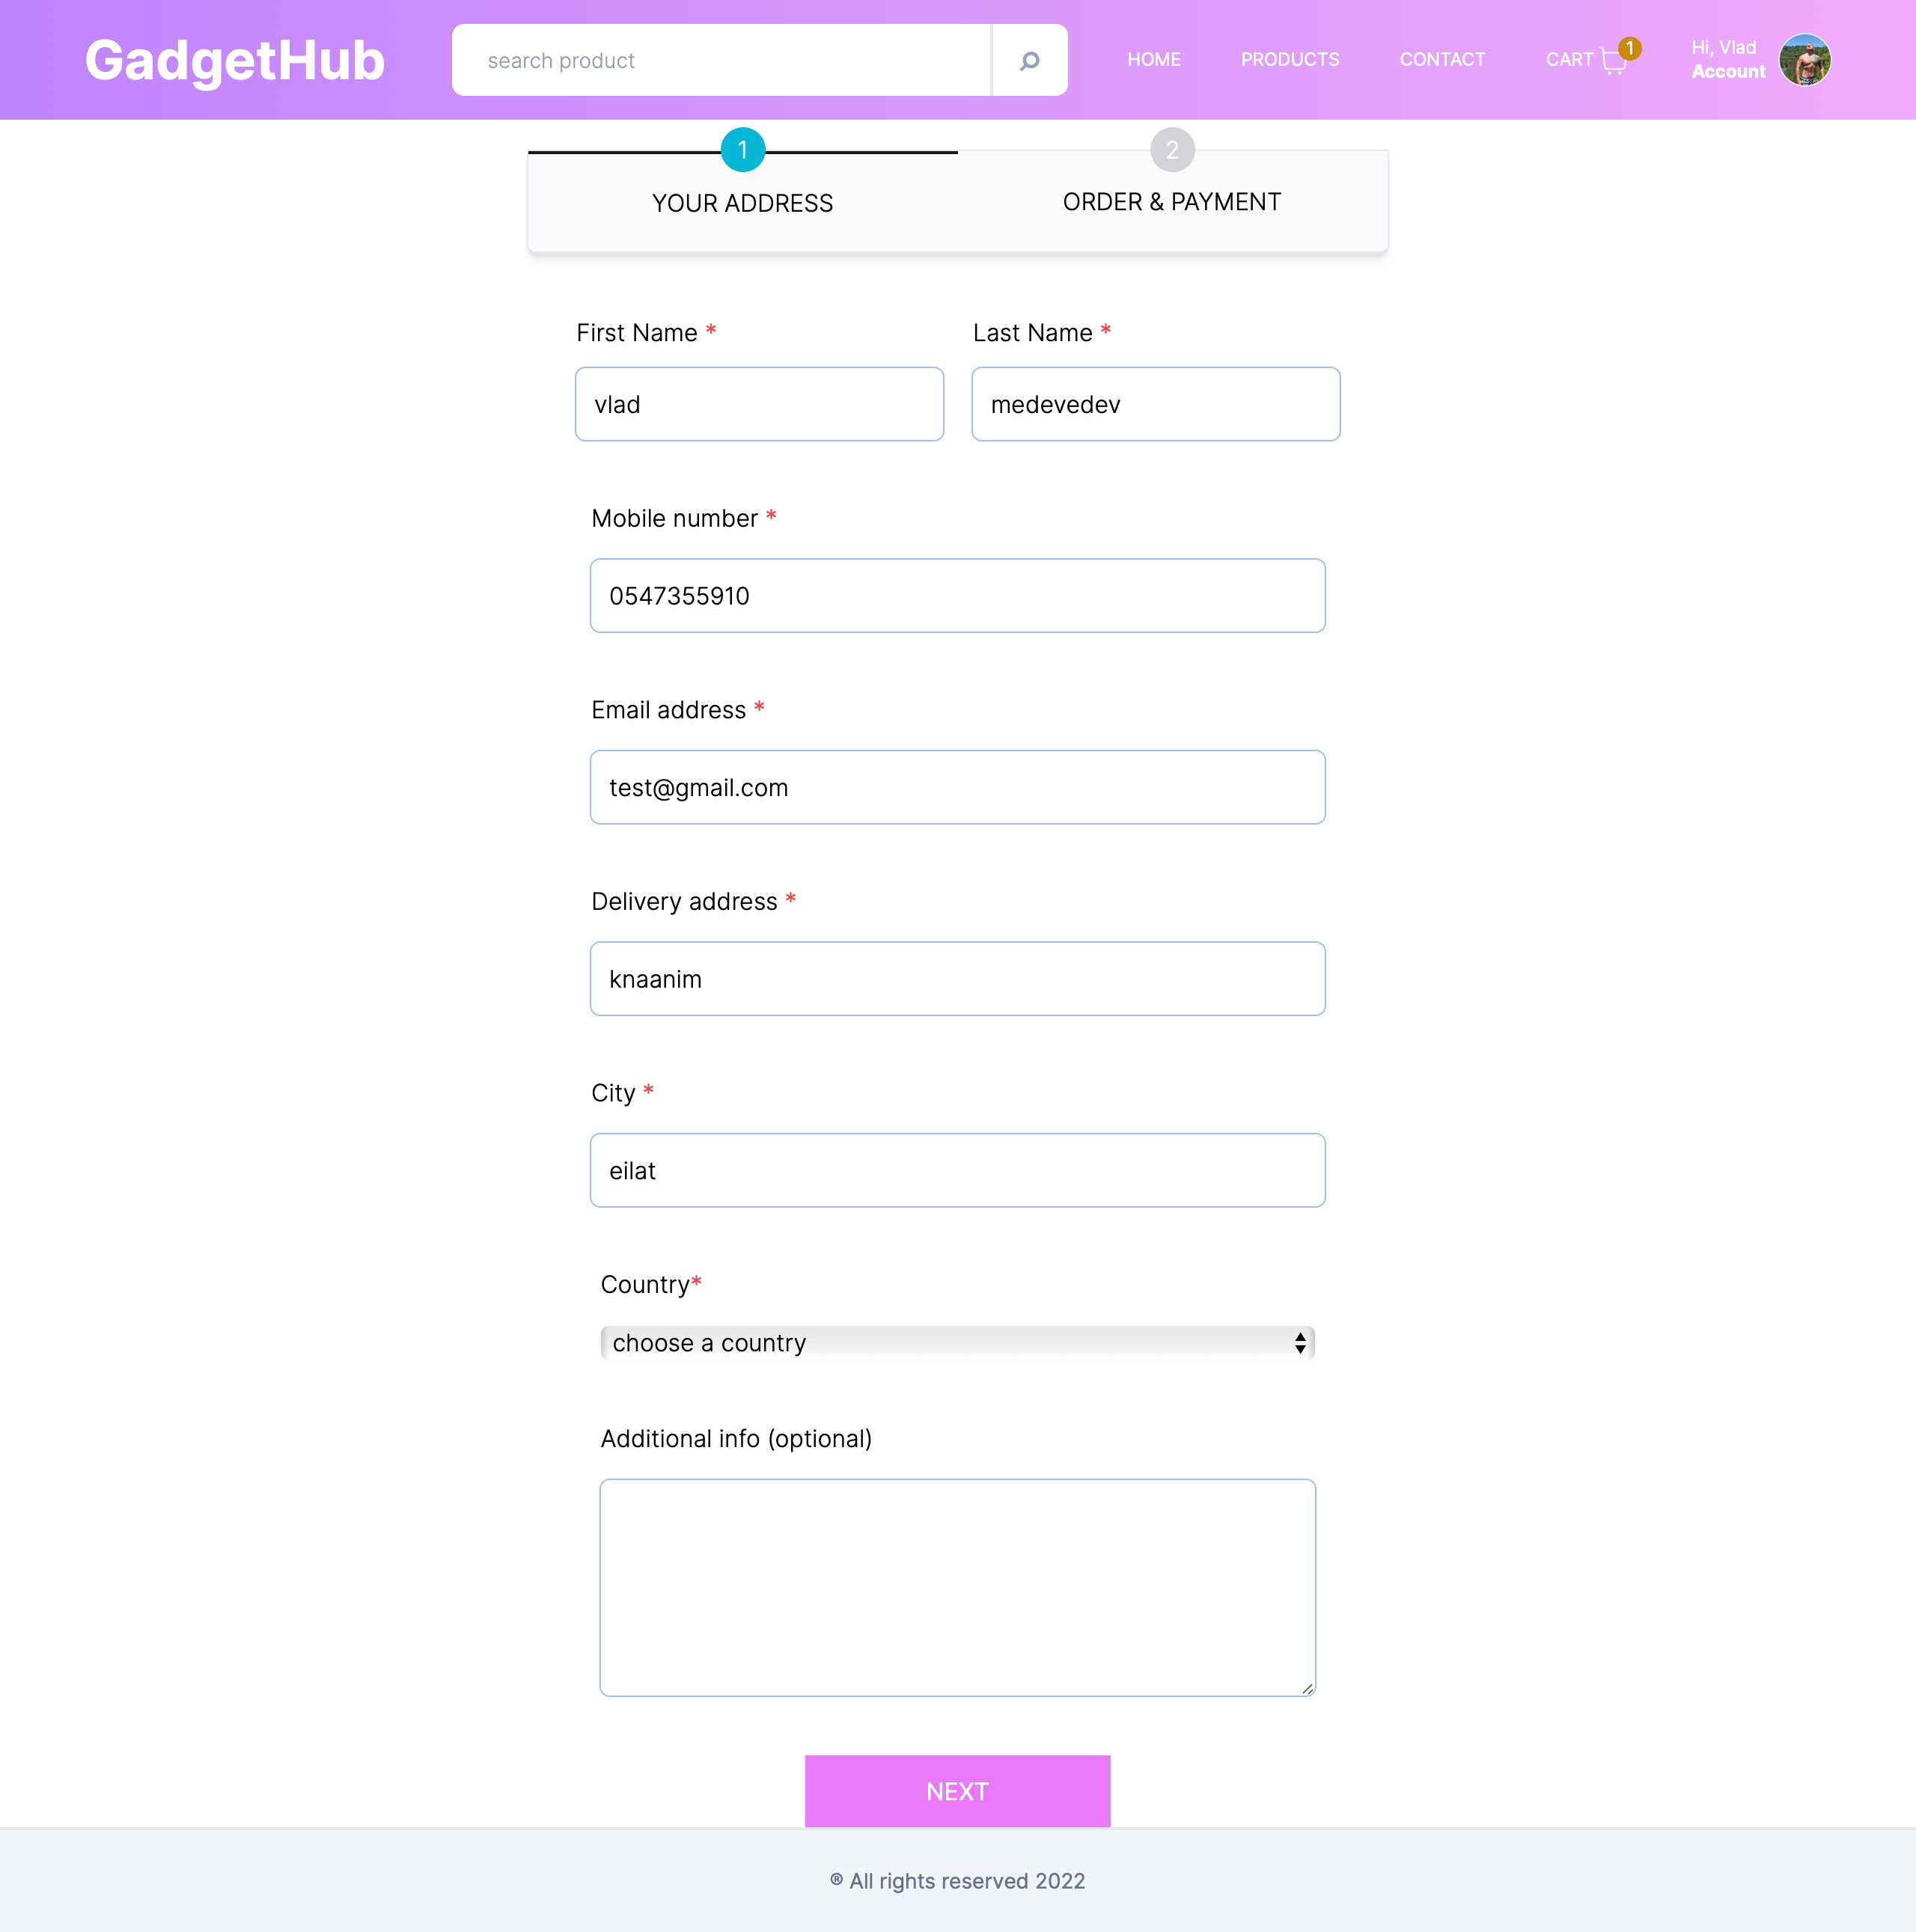 GadgetHub
search product
HOME
PRODUCTS
CONTACT
CART
1
Hi, Vlad
Account
1
2
YOUR ADDRESS
ORDER & PAYMENT
First Name *
Last Name *
vlad
medevedev
Mobile number *
0547355910
Email address *
test@gmail.com
Delivery address *
knaanim
City *
eilat
Country*
choose a country
Additional info (optional)
NEXT
® All rights reserved 2022